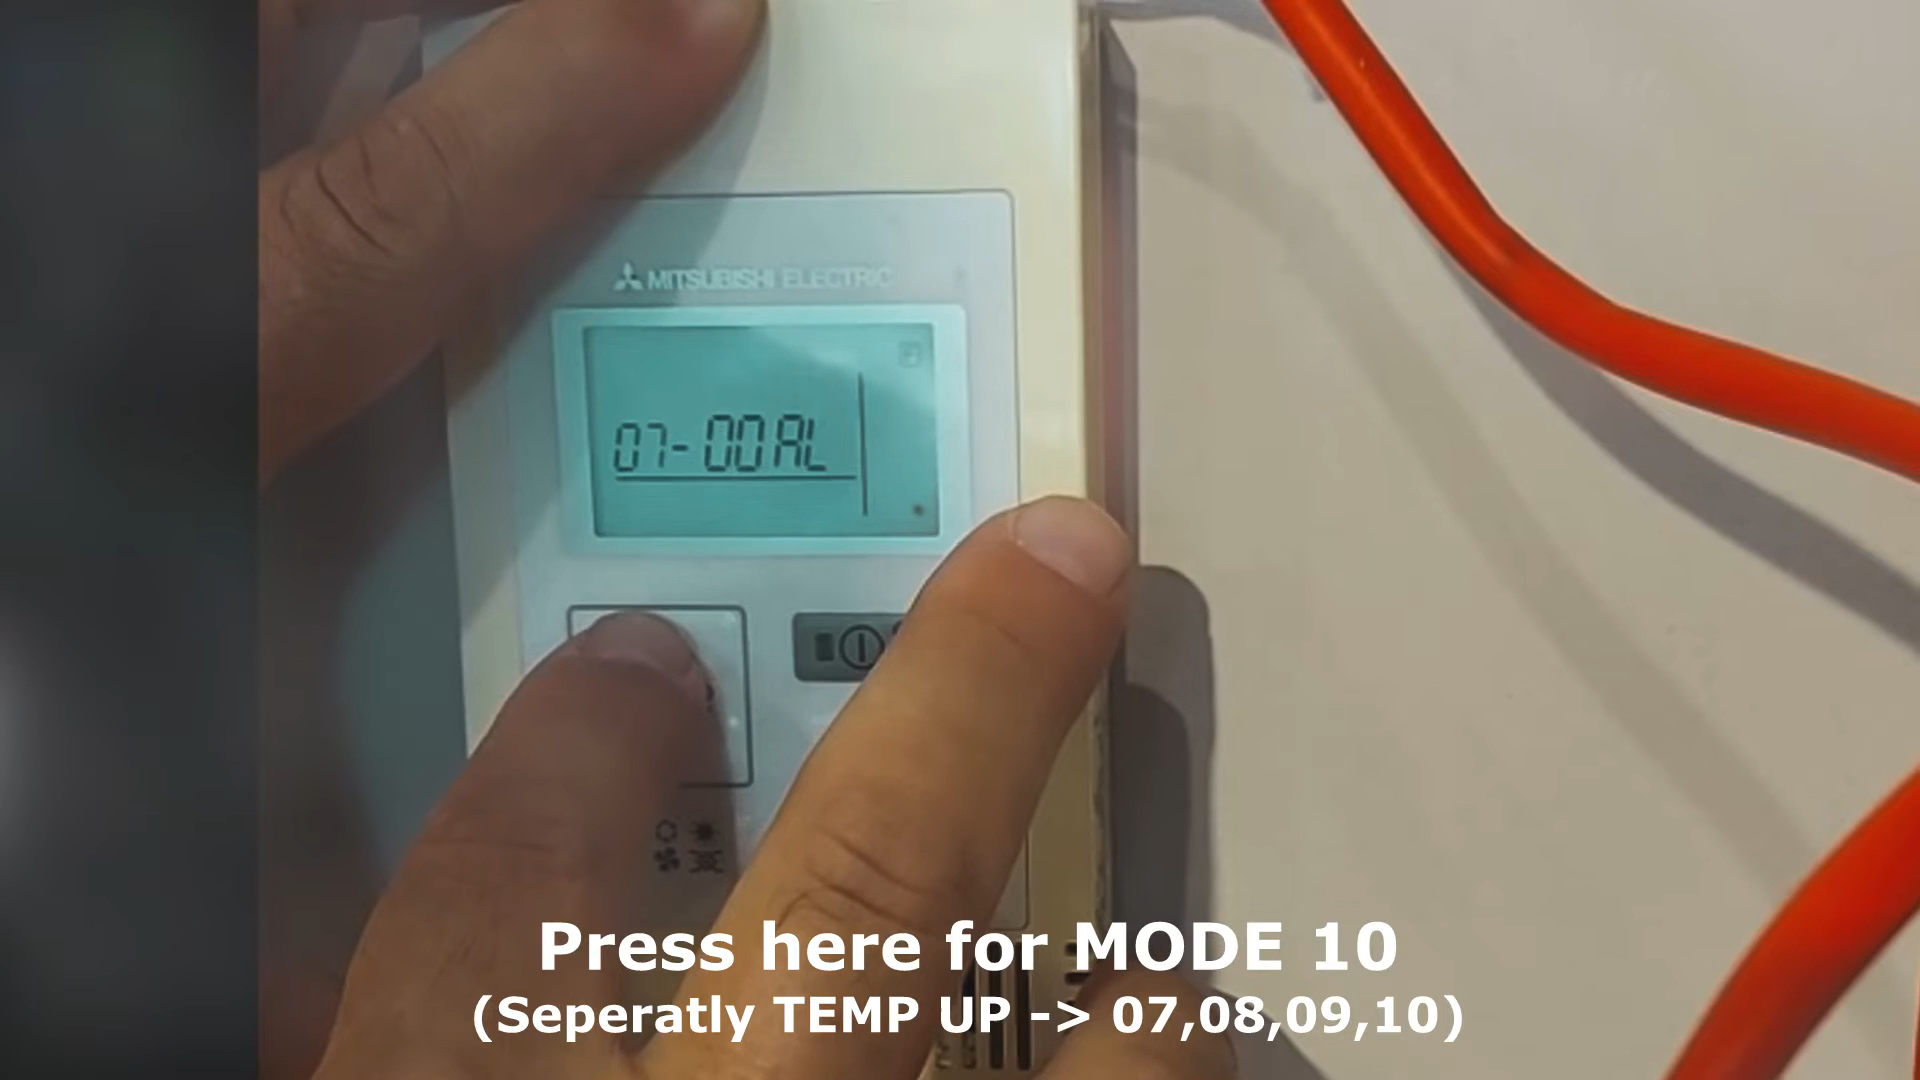 MITSUBISHI ELECTRIC
07-00AL
Press here for MODE 10
(Seperatly TEMP UP -> 07,08,09,10)